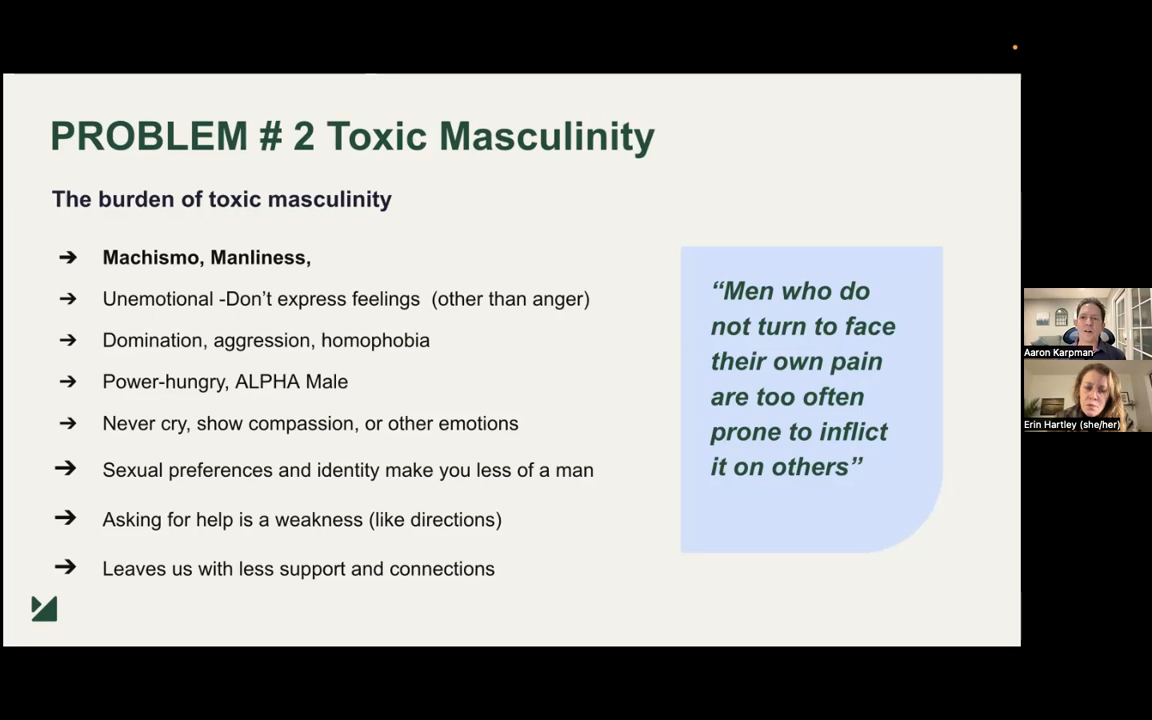 PROBLEM # 2 Toxic Masculinity
The burden of toxic masculinity
➔ Machismo, Manliness,
➔ Unemotional -Don’t express feelings (other than anger)
➔ Domination, aggression, homophobia
➔ Power-hungry, ALPHA Male
➔ Never cry, show compassion, or other emotions
➔ Sexual preferences and identity make you less of a man
➔ Asking for help is a weakness (like directions)
➔ Leaves us with less support and connections
“Men who do
not turn to face
their own pain
are too often
prone to inflict
it on others”
Aaron Karpman
Erin Hartley (she/her)